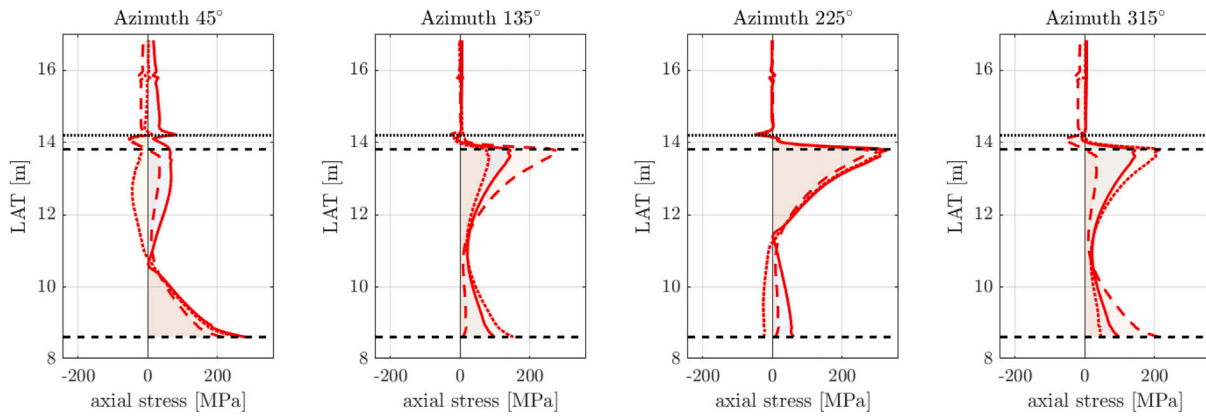 Azimuth 45° Azimuth 135° Azimuth 225° Azimuth 315°
16 16 16 16
14 14 14 14
LAT [m] LAT [m] LAT [m] LAT [m]
12 12 12 12
10 10 10 10
8 8 8 8
-200 0 200 -200 0 200 -200 0 200 -200 0 200
axial stress [MPa] axial stress [MPa] axial stress [MPa] axial stress [MPa]